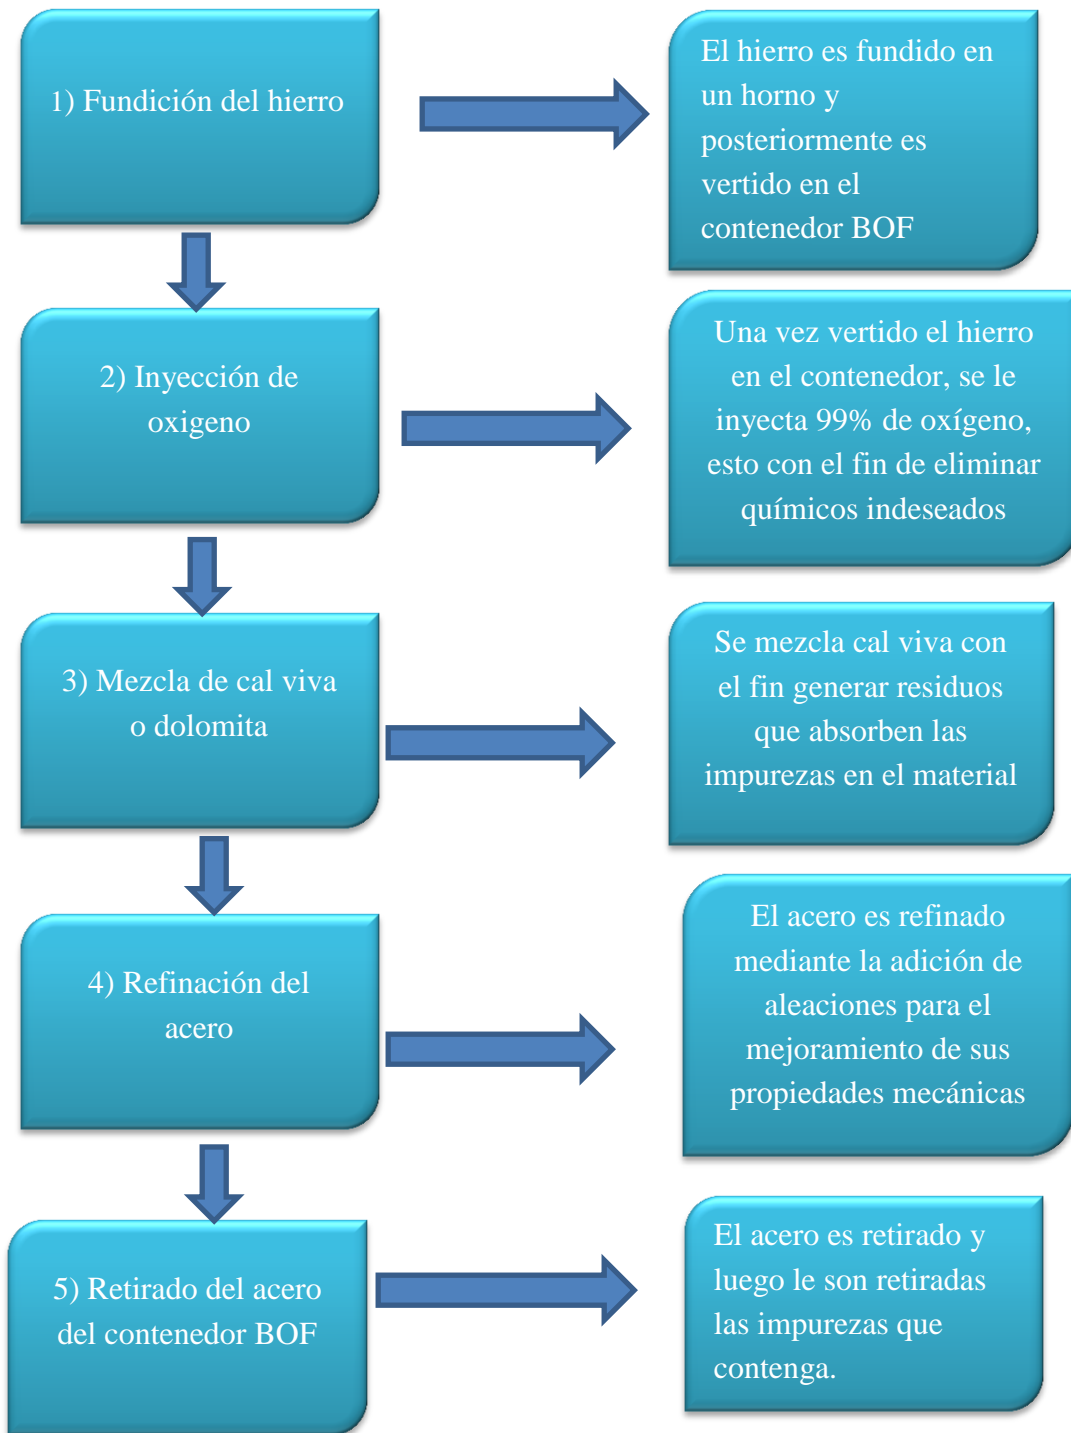 1) Fundición del hierro
El hierro es fundido en
un horno y
posteriormente es
vertido en el
contenedor BOF
2) Inyección de
oxigeno
Una vez vertido el hierro
en el contenedor, se le
inyecta 99% de oxígeno,
esto con el fin de eliminar
químicos indeseados
3) Mezcla de cal viva
o dolomita
Se mezcla cal viva con
el fin generar residuos
que absorben las
impurezas en el material
4) Refinación del
acero
El acero es refinado
mediante la adición de
aleaciones para el
mejoramiento de sus
propiedades mecánicas
5) Retirado del acero
del contenedor BOF
El acero es retirado y
luego le son retiradas
las impurezas que
contenga.